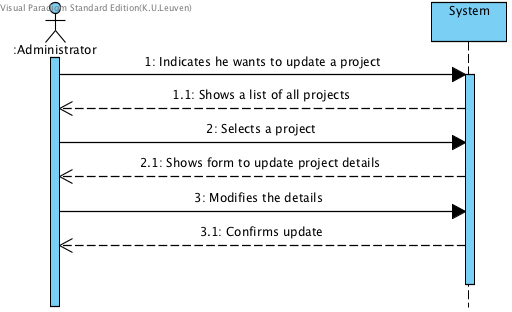 Visual Paradigm Standard Edition(K.U.Leuven)
System
:Administrator
1: Indicates he wants to update a project
1.1: Shows a list of all projects
2: Selects a project
2.1: Shows form to update project details
3: Modifies the details
3.1: Confirms update